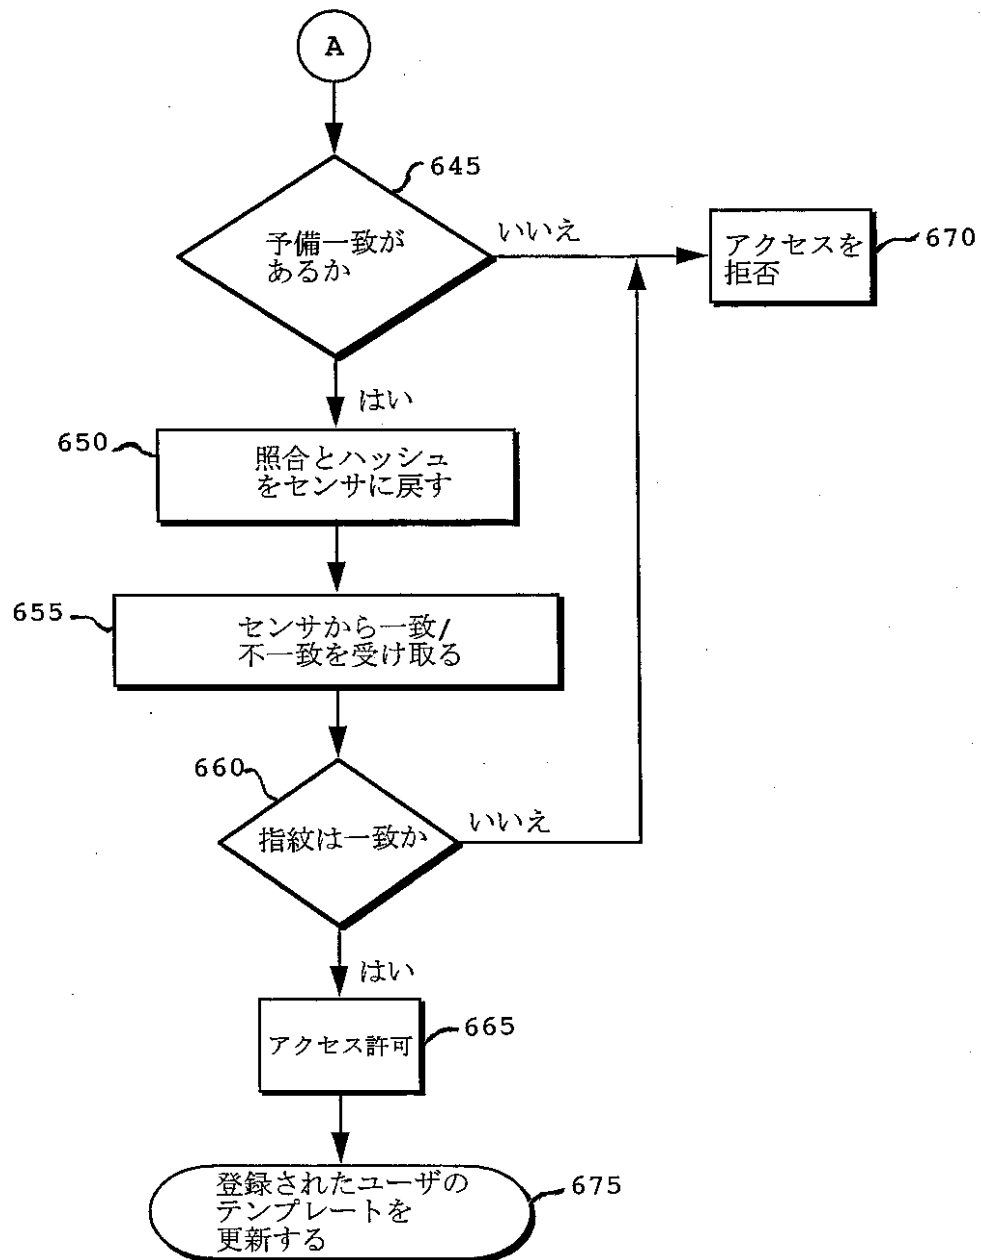 A
645
予備一致が
あるか
いいえ
アクセスを
拒否
670
はい
650
照合とハッシュ
をセンサに戻す
655
センサから一致/
不一致を受け取る
660
指紋は一致か
いいえ
はい
アクセス許可
665
登録されたユーザの
テンプレートを
更新する
675